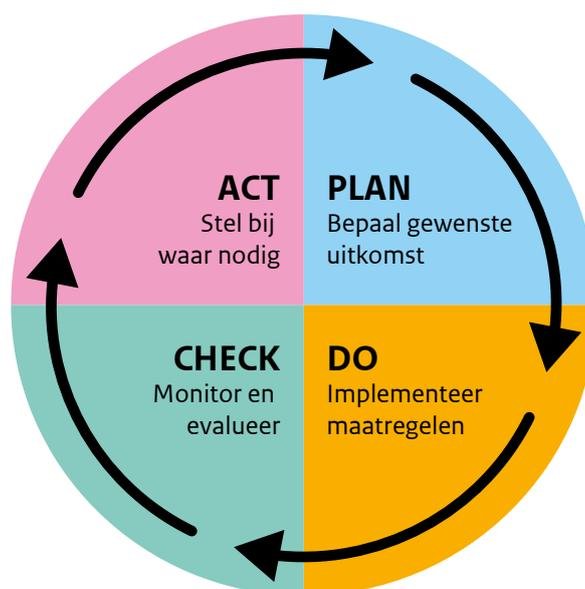 ACT
Stel bij
waar nodig
PLAN
Bepaal gewenste
uitkomst
CHECK
Monitor en
evalueer
DO
Implementeer
maatregelen